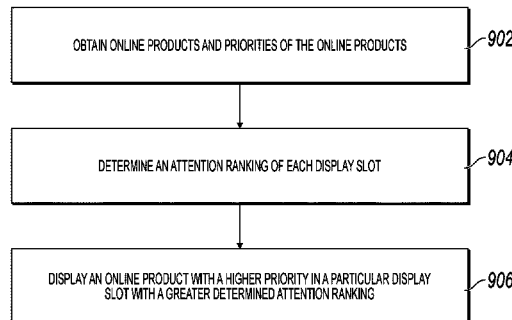 OBTAIN ONLINE PRODUCTS AND PRIORITIES OF THE ONLINE PRODUCTS
902
DETERMINE AN ATTENTION RANKING OF EACH DISPLAY SLOT
904
DISPLAY AN ONLINE PRODUCT WITH A HIGHER PRIORITY IN A PARTICULAR DISPLAY
SLOT WITH A GREATER DETERMINED ATTENTION RANKING
906